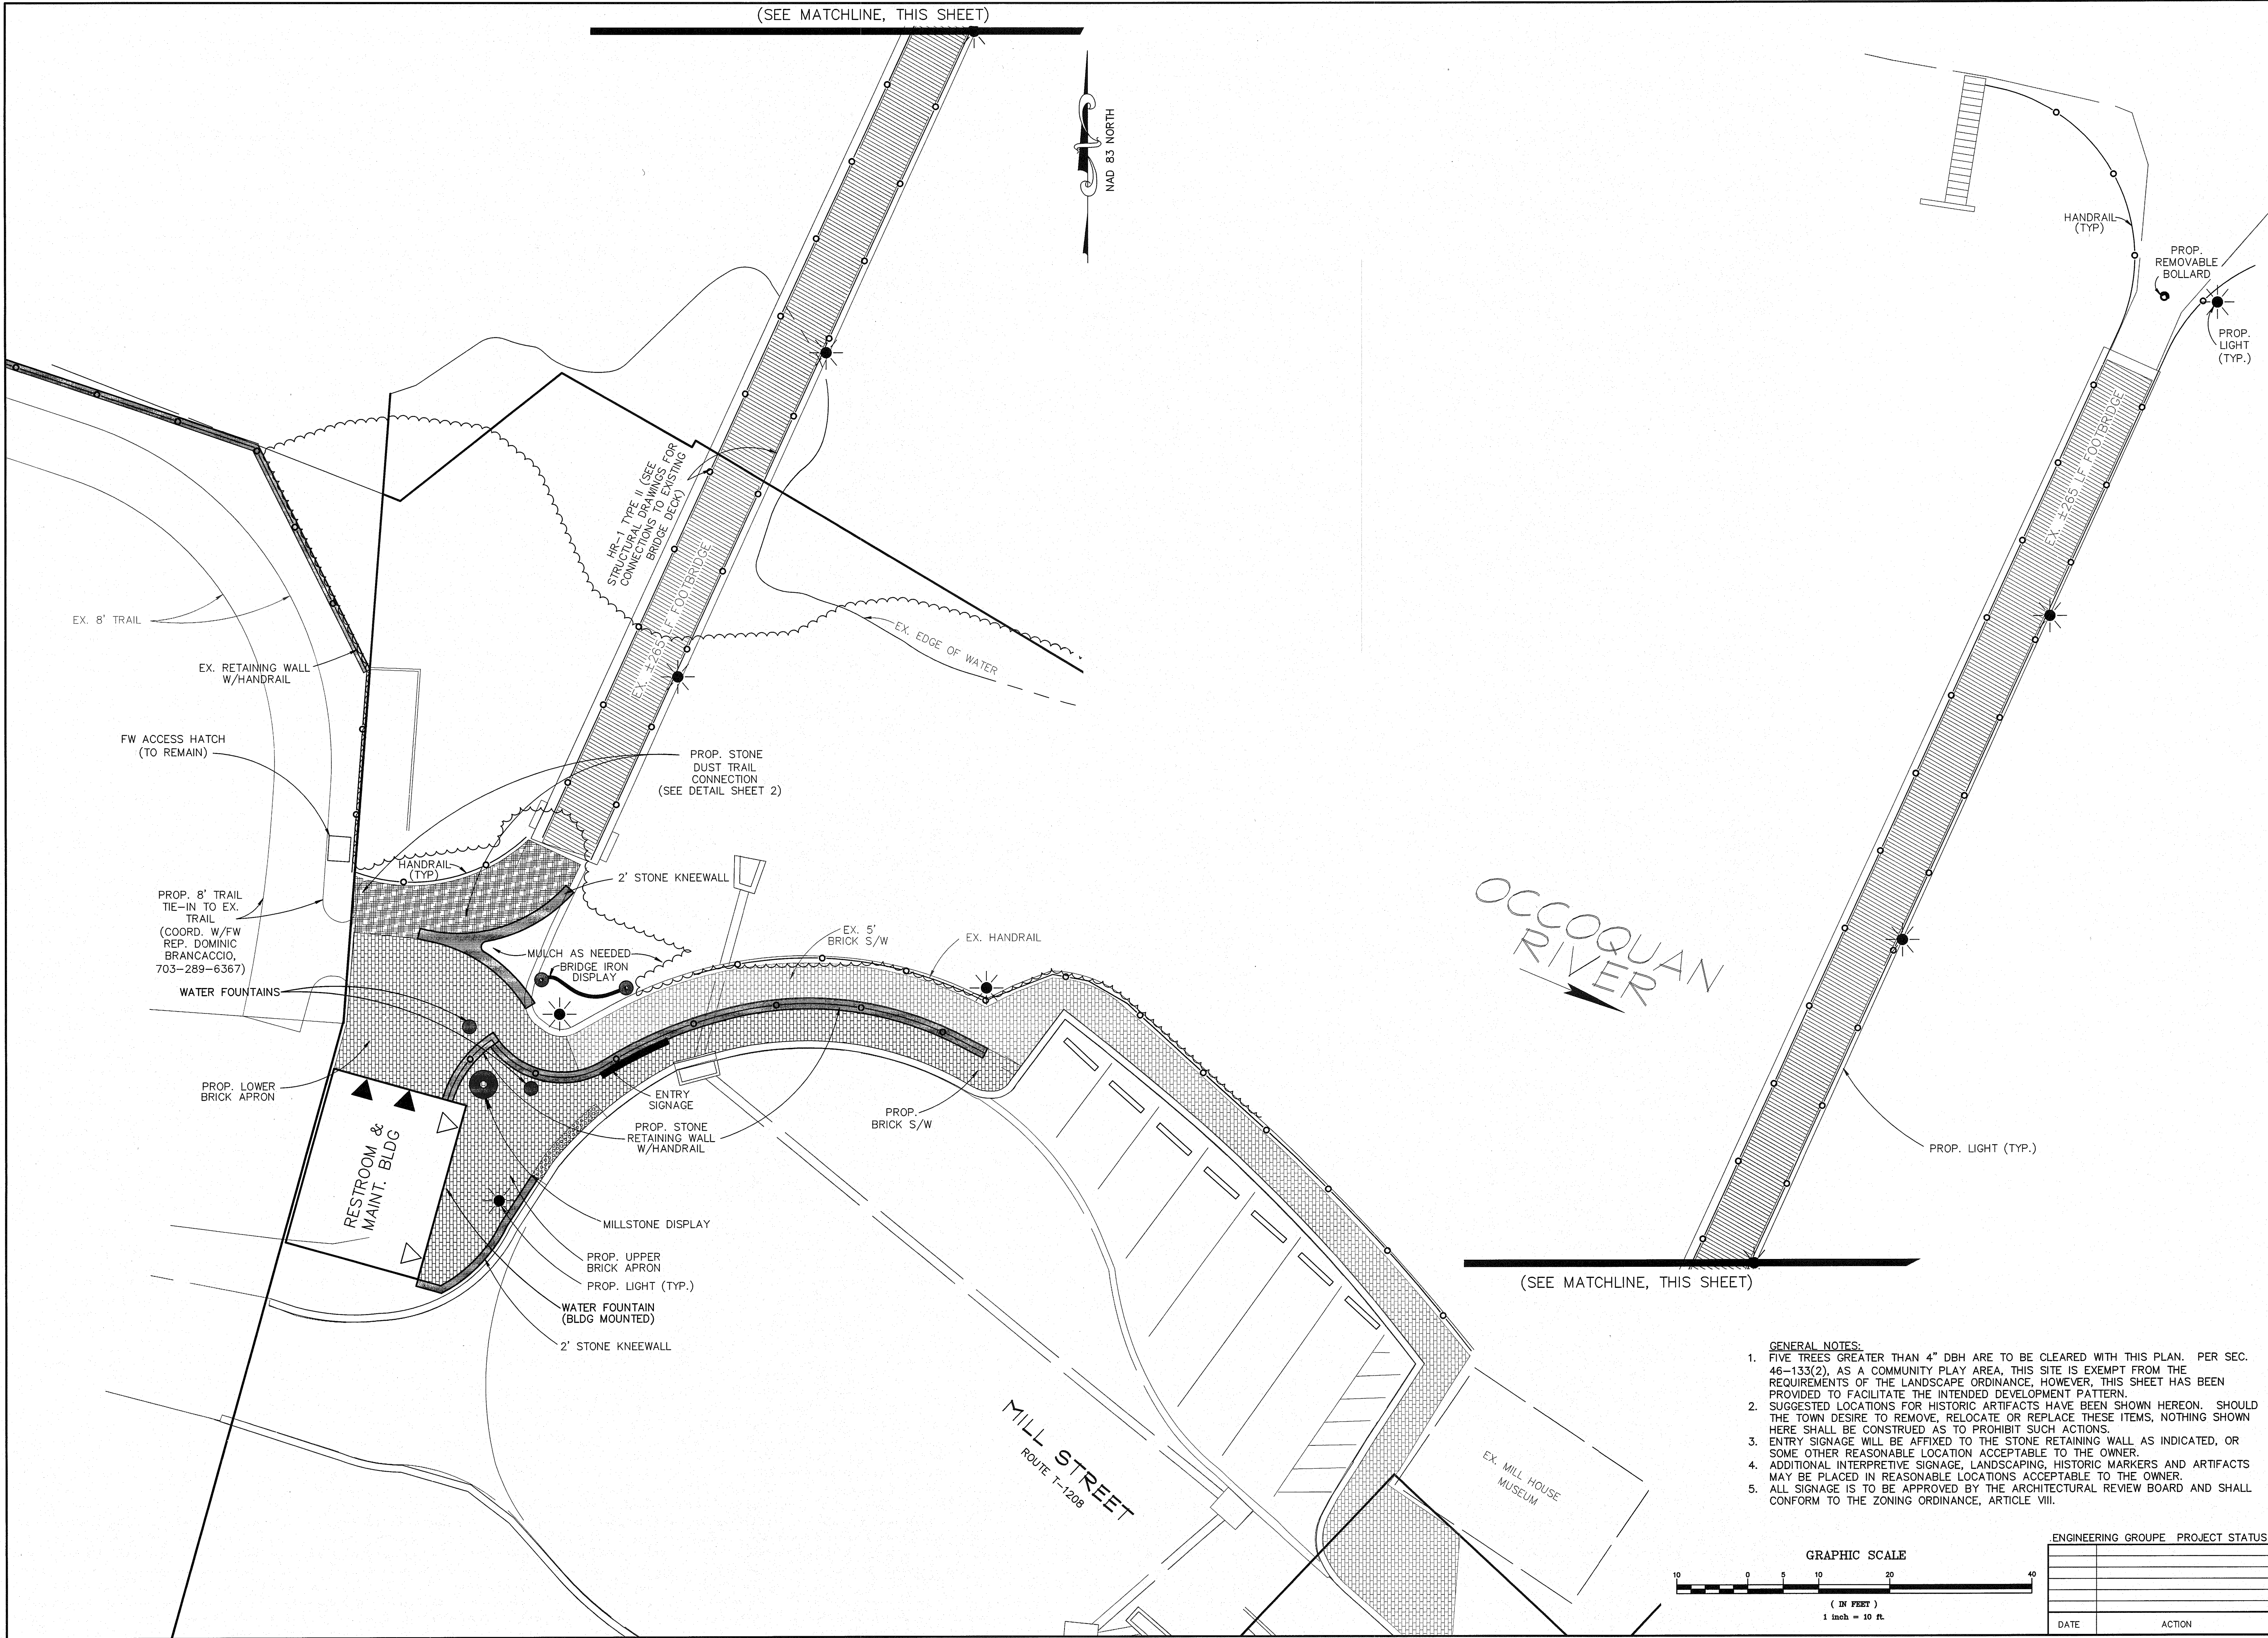 (SEE MATCHLINE, THIS SHEET)
NAD 83 NORTH
HANDRAIL
(TYP)
PROP.
REMOVABLE
BOLLARD
PROP.
LIGHT
(TYP.)
EX. ±265 LF FOOTBRIDGE
HR-1 TYPE II (SEE
STRUCTURAL DRAWINGS FOR
CONNECTIONS TO EXISTING
BRIDGE DECK)
EX. ±265 LF FOOTBRIDGE
EX. 8' TRAIL
EX. EDGE OF WATER
EX. RETAINING WALL
W/HANDRAIL
FW ACCESS HATCH
(TO REMAIN)
PROP. STONE
DUST TRAIL
CONNECTION
(SEE DETAIL SHEET 2)
HANDRAIL
(TYP)
2' STONE KNEEWALL
PROP. 8' TRAIL
TIE-IN TO EX.
TRAIL
(COORD. W/FW
REP. DOMINIC
BRANCACCIO,
703-289-6367)
MULCH AS NEEDED
BRIDGE IRON
DISPLAY
EX. 5'
BRICK S/W
EX. HANDRAIL
OCCOQUAN
RIVER
WATER FOUNTAINS
PROP. LOWER
BRICK APRON
ENTRY
SIGNAGE
PROP. STONE
RETAINING WALL
W/HANDRAIL
PROP.
BRICK S/W
RESTROOM &
MAINT. BLDG
MILLSTONE DISPLAY
PROP. UPPER
BRICK APRON
PROP. LIGHT (TYP.)
WATER FOUNTAIN
(BLDG MOUNTED)
2' STONE KNEEWALL
PROP. LIGHT (TYP.)
(SEE MATCHLINE, THIS SHEET)
MILL STREET
ROUTE T-1208
EX. MILL HOUSE
MUSEUM
GENERAL NOTES:
1. FIVE TREES GREATER THAN 4" DBH ARE TO BE CLEARED WITH THIS PLAN. PER SEC.
46-133(2), AS A COMMUNITY PLAY AREA, THIS SITE IS EXEMPT FROM THE
REQUIREMENTS OF THE LANDSCAPE ORDINANCE, HOWEVER, THIS SHEET HAS BEEN
PROVIDED TO FACILITATE THE INTENDED DEVELOPMENT PATTERN.
2. SUGGESTED LOCATIONS FOR HISTORIC ARTIFACTS HAVE BEEN SHOWN HEREON. SHOULD
THE TOWN DESIRE TO REMOVE, RELOCATE OR REPLACE THESE ITEMS, NOTHING SHOWN
HERE SHALL BE CONSTRUED AS TO PROHIBIT SUCH ACTIONS.
3. ENTRY SIGNAGE WILL BE AFFIXED TO THE STONE RETAINING WALL AS INDICATED, OR
SOME OTHER REASONABLE LOCATION ACCEPTABLE TO THE OWNER.
4. ADDITIONAL INTERPRETIVE SIGNAGE, LANDSCAPING, HISTORIC MARKERS AND ARTIFACTS
MAY BE PLACED IN REASONABLE LOCATIONS ACCEPTABLE TO THE OWNER.
5. ALL SIGNAGE IS TO BE APPROVED BY THE ARCHITECTURAL REVIEW BOARD AND SHALL
CONFORM TO THE ZONING ORDINANCE, ARTICLE VIII.
GRAPHIC SCALE
10 0 5 10 20 40
( IN FEET )
1 inch = 10 ft.
ENGINEERING GROUPE PROJECT STATUS
DATE ACTION